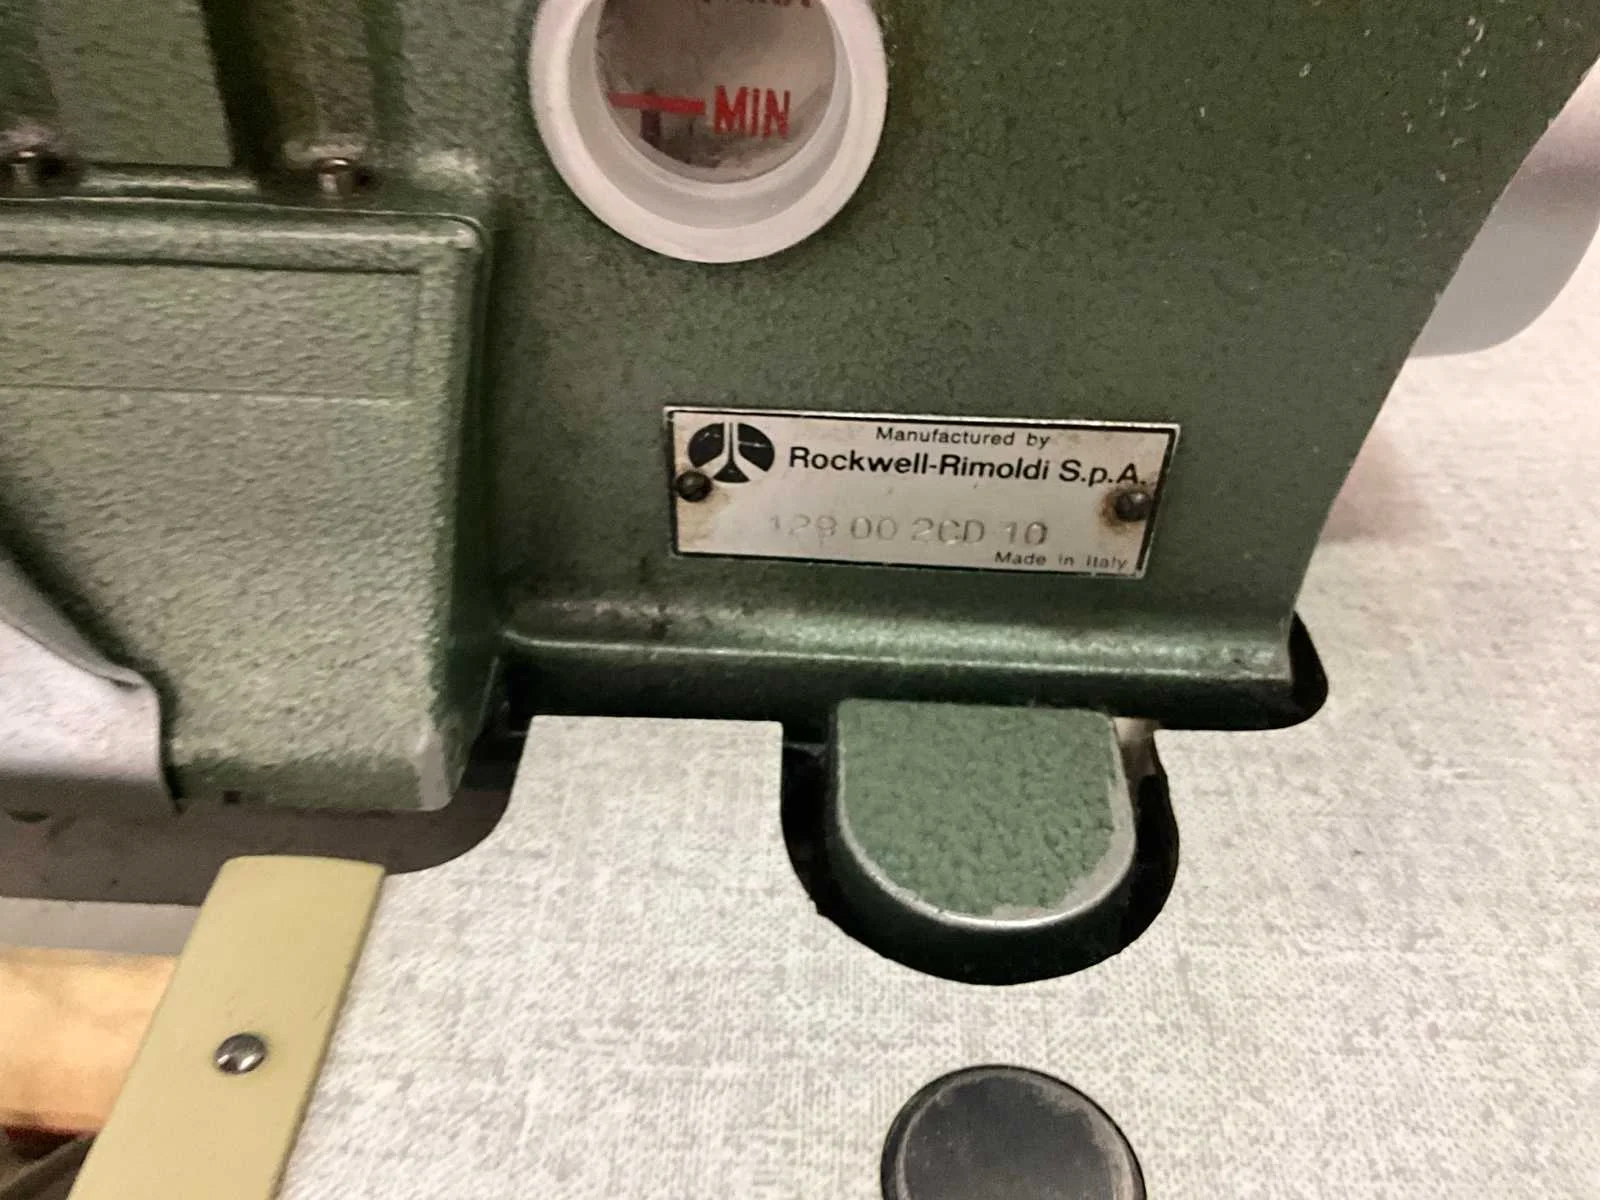 MIN
Manufactured by
Rockwell-Rimoldi S.p.A.
129 00 2CD 10
Made in Italy